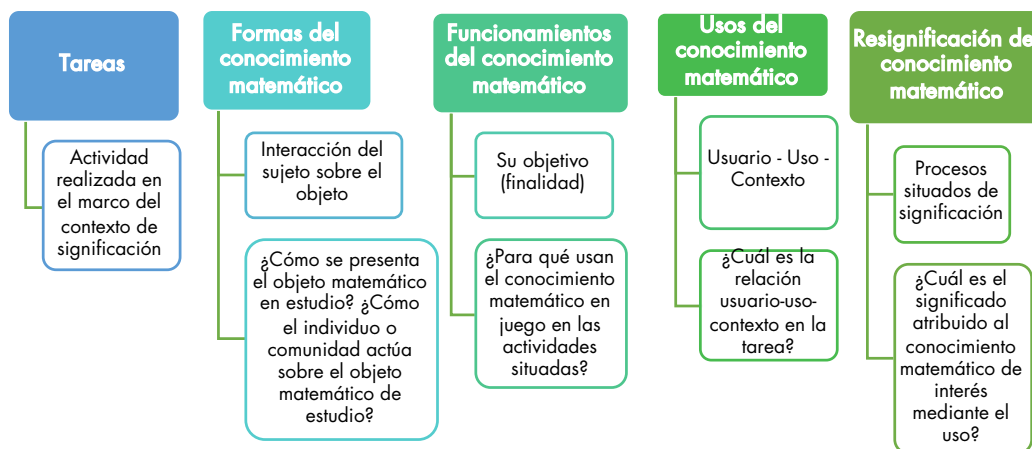 Tareas
Actividad
realizada en
el marco del
contexto de
significación
Formas del
conocimiento
matemático
Interacción del
sujeto sobre el
objeto
¿Cómo se presenta
el objeto matemático
en estudio? ¿Cómo
el individuo o
comunidad actúa
sobre el objeto
matemático de
estudio?
Funcionamientos
del conocimiento
matemático
Su objetivo
(finalidad)
¿Para qué usan
el conocimiento
matemático en
juego en las
actividades
situadas?
Usos del
conocimiento
matemático
Usuario - Uso -
Contexto
¿Cuál es la
relación
usuario-uso-
contexto en la
tarea?
Resignificación de
conocimiento
matemático
Procesos
situados de
significación
¿Cuál es el
significado
atribuido al
conocimiento
matemático de
interés
mediante el
uso?